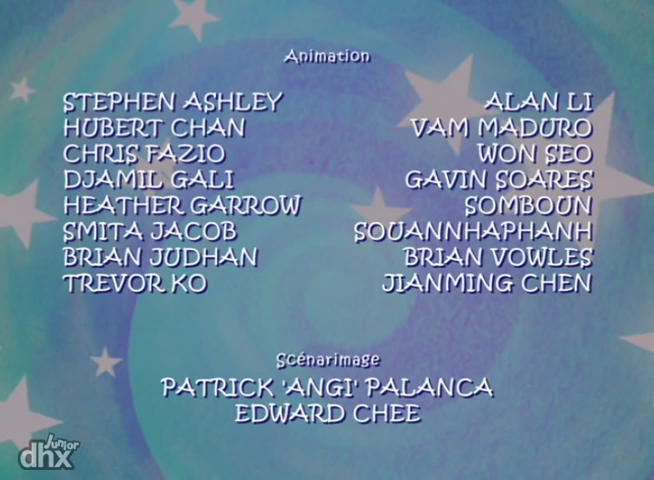 Animation
STEPHEN ASHLEY
HUBERT CHAN
CHRIS FAZIO
DJAMIL GALI
HEATHER GARROW
SMITA JACOB
BRIAN JUDHAN
TREVOR KO
ALAN LI
VAM MADURO
WON SEO
GAVIN SOARES
SOMBOUN
SOUANNHAPHANH
BRIAN VOWLES
JIANMING CHEN
Scénarimage
PATRICK 'ANGI' PALANCA
EDWARD CHEE
Junior
dhx